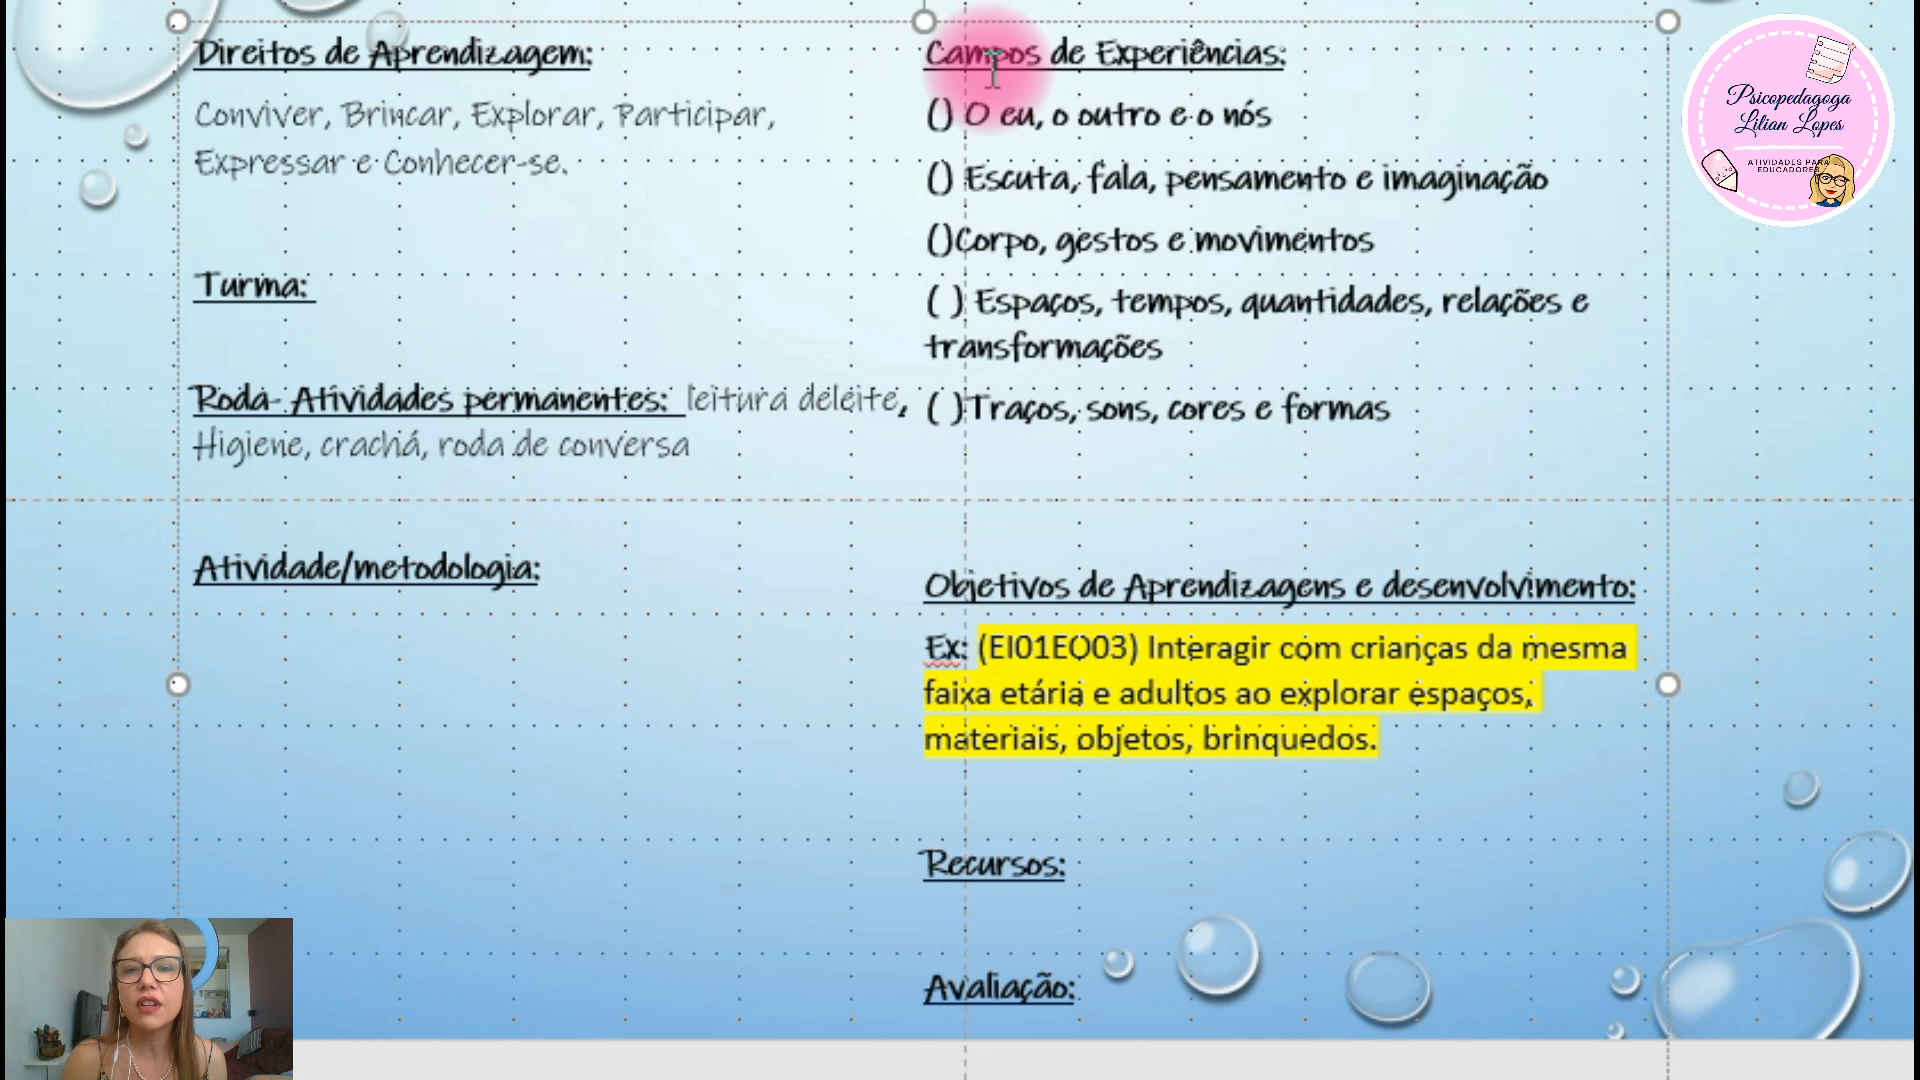 Direitos de Aprendizagem:
Conviver, Brincar, Explorar, Participar,
Expressar e Conhecer-se.
Turma:
Roda- Atividades permanentes: leitura deleite,
Higiene, crachá, roda de conversa
Atividade/metodologia:
Campos de Experiências:
() O eu, o outro e o nós
() Escuta, fala, pensamento e imaginação
()Corpo, gestos e movimentos
( ) Espaços, tempos, quantidades, relações e
transformações
( )Traços, sons, cores e formas
Objetivos de Aprendizagens e desenvolvimento:
Ex: (EI01EO03) Interagir com crianças da mesma
faixa etária e adultos ao explorar espaços,
materiais, objetos, brinquedos.
Recursos:
Avaliação:
Psicopedagoga
Lilian Lopes
ATIVIDADES PARA
EDUCADORES